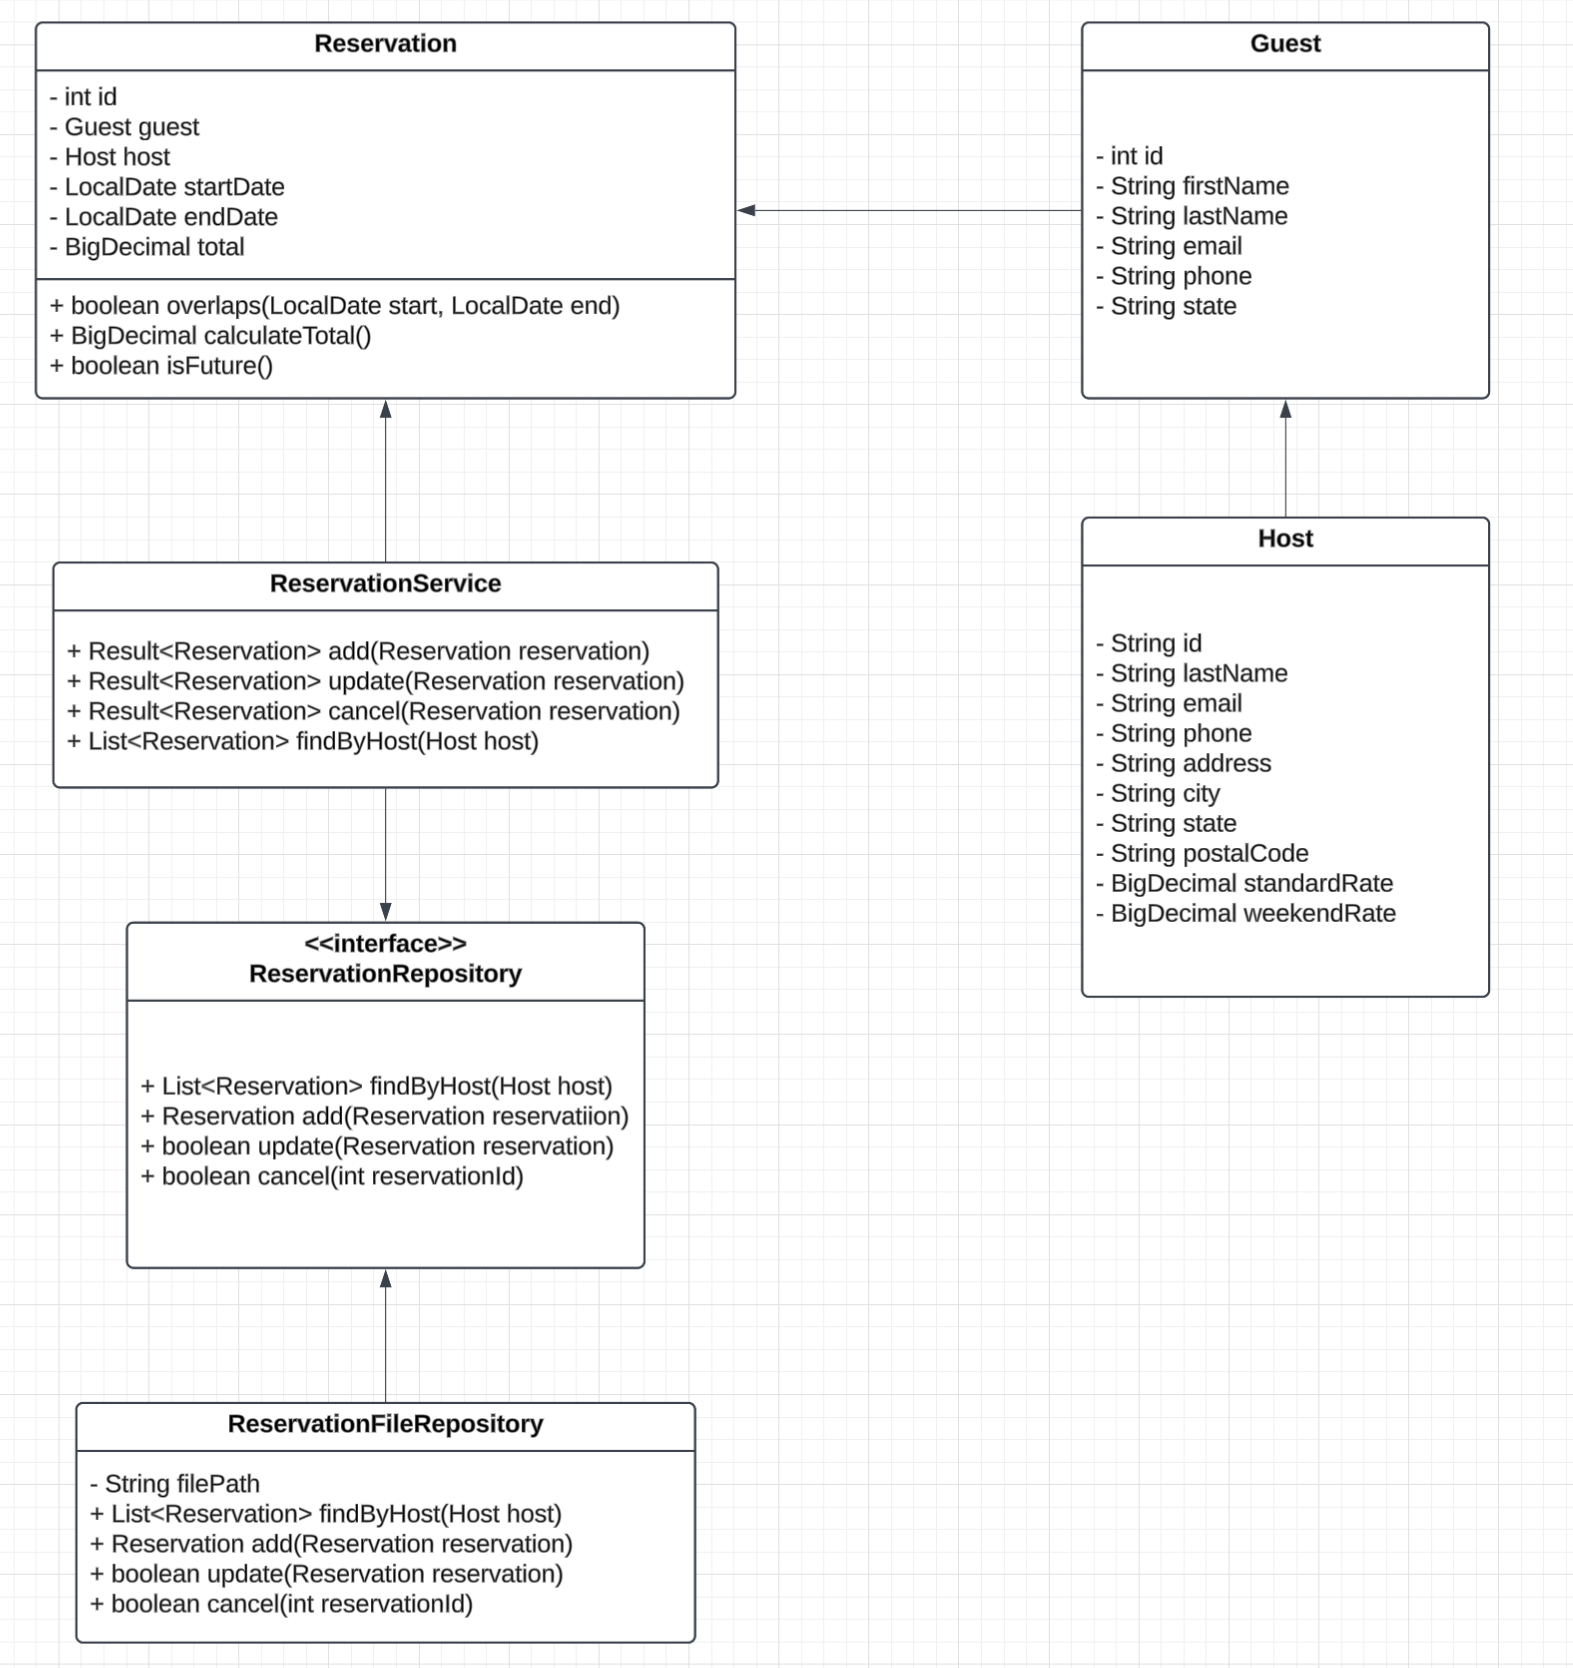 Reservation
- int id
- Guest guest
- Host host
- LocalDate startDate
- LocalDate endDate
- BigDecimal total
+ boolean overlaps(LocalDate start, LocalDate end)
+ BigDecimal calculateTotal()
+ boolean isFuture()
Guest
- int id
- String firstName
- String lastName
- String email
- String phone
- String state
ReservationService
+ Result<Reservation> add(Reservation reservation)
+ Result<Reservation> update(Reservation reservation)
+ Result<Reservation> cancel(Reservation reservation)
+ List<Reservation> findByHost(Host host)
Host
- String id
- String lastName
- String email
- String phone
- String address
- String city
- String state
- String postalCode
- BigDecimal standardRate
- BigDecimal weekendRate
<<interface>>
ReservationRepository
+ List<Reservation> findByHost(Host host)
+ Reservation add(Reservation reservatiion)
+ boolean update(Reservation reservation)
+ boolean cancel(int reservationId)
ReservationFileRepository
- String filePath
+ List<Reservation> findByHost(Host host)
+ Reservation add(Reservation reservation)
+ boolean update(Reservation reservation)
+ boolean cancel(int reservationId)